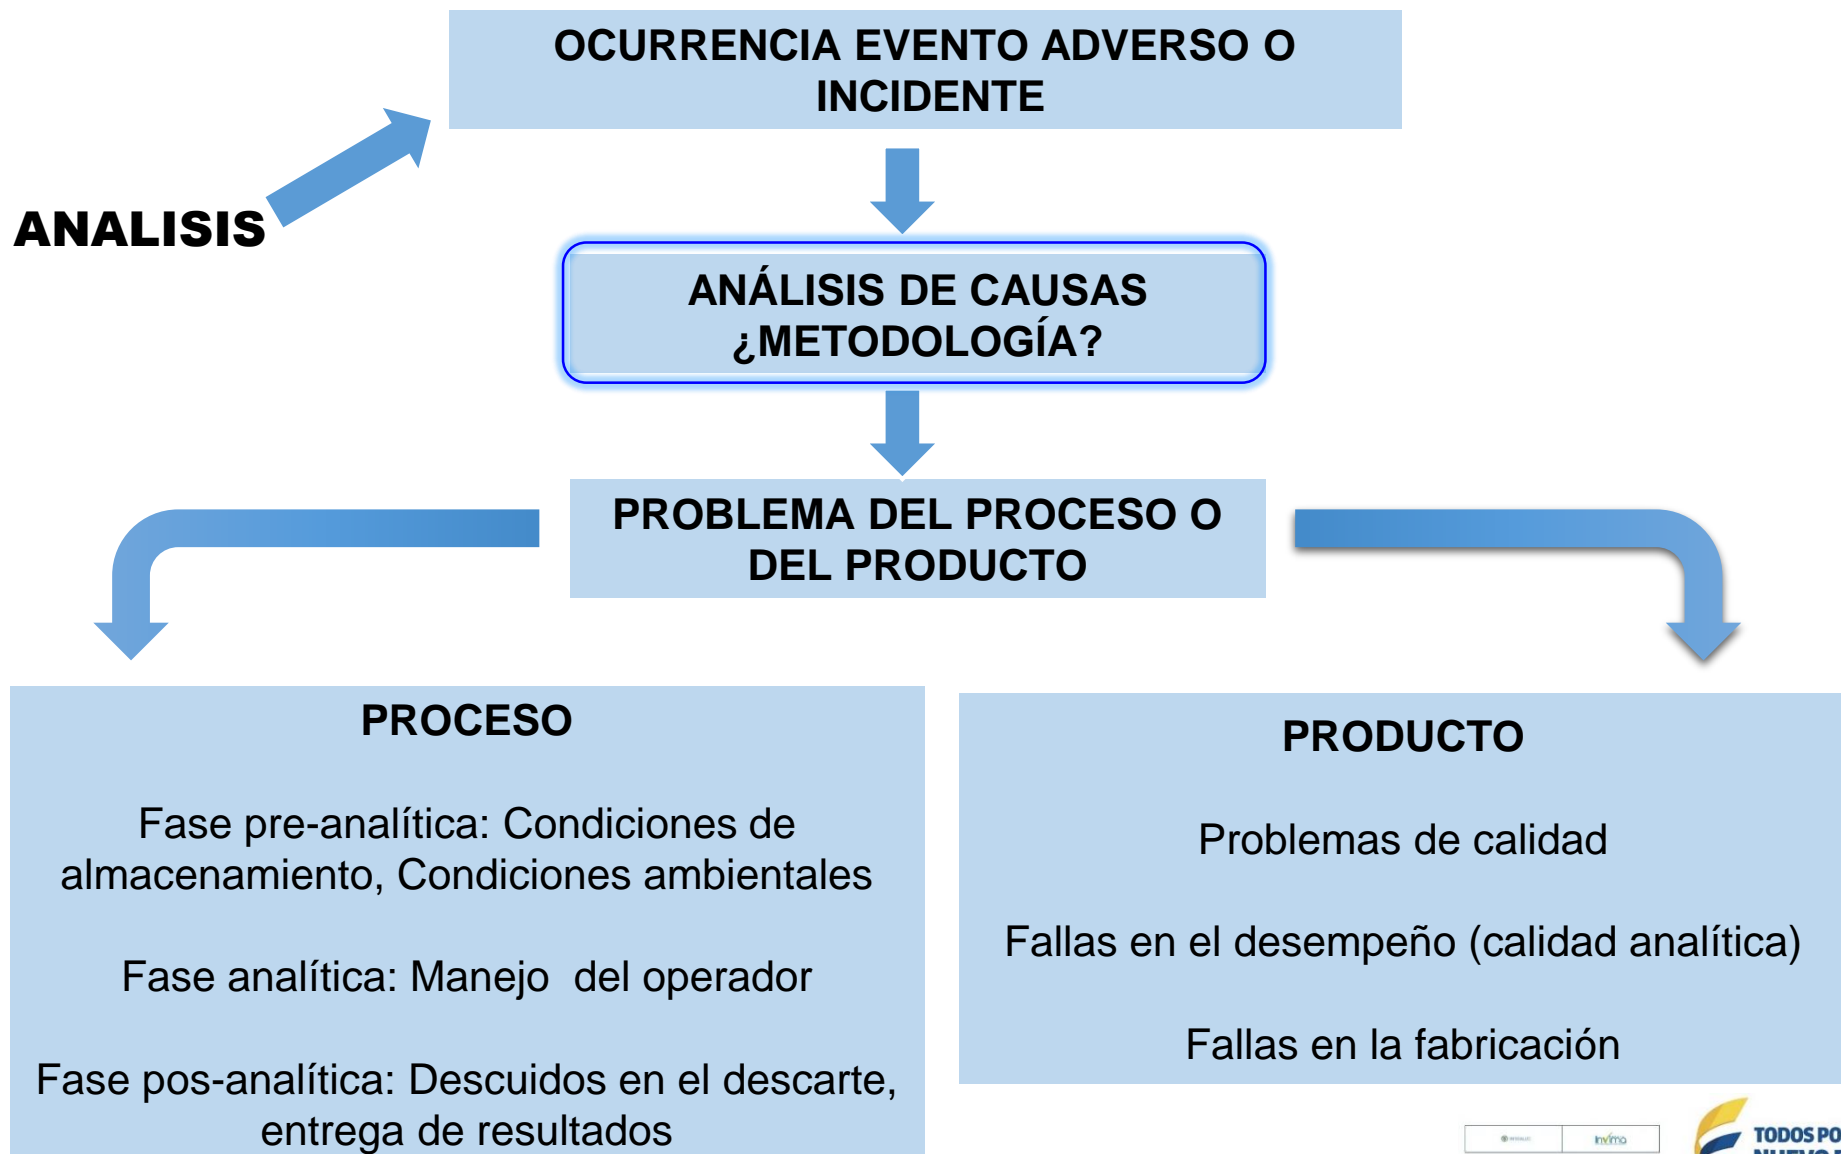 OCURRENCIA EVENTO ADVERSO O
INCIDENTE
ANALISIS
ANÁLISIS DE CAUSAS
¿METODOLOGÍA?
PROBLEMA DEL PROCESO O
DEL PRODUCTO
PROCESO
Fase pre-analítica: Condiciones de
almacenamiento, Condiciones ambientales
Fase analítica: Manejo  del operador
Fase pos-analítica: Descuidos en el descarte,
entrega de resultados
PRODUCTO
Problemas de calidad
Fallas en el desempeño (calidad analítica)
Fallas en la fabricación
invima
TODOS PO